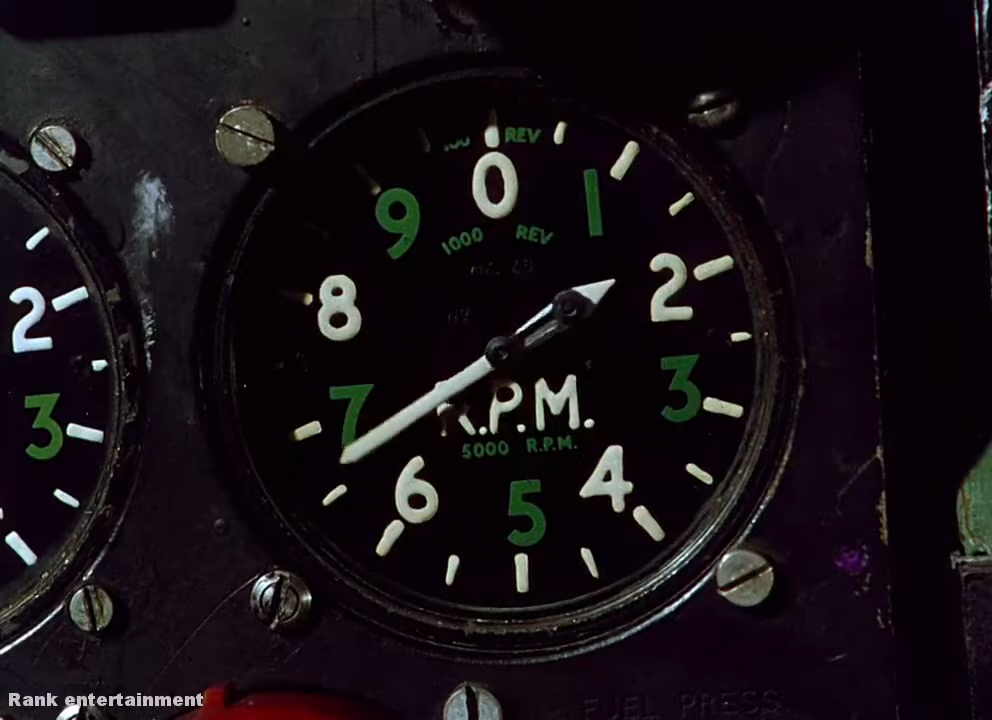 100 REV
0
9 1
1000 REV
2
8
2
7 3
R.P.M.
3
5000 R.P.M.
6 4
5
FUEL PRESS
Rank entertainment